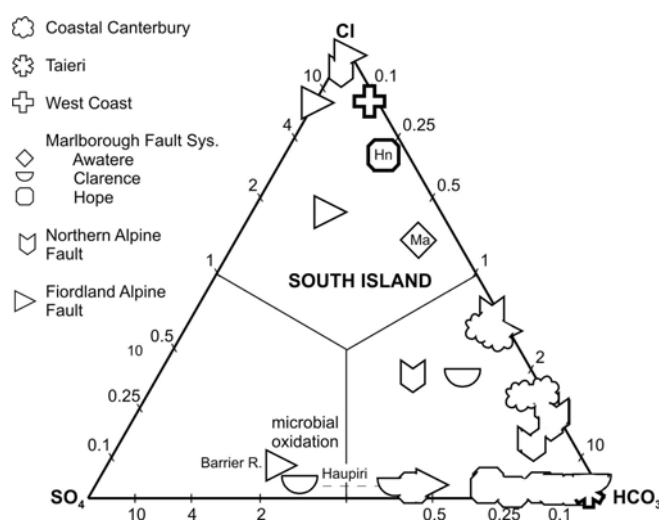 Coastal Canterbury
Taieri
West Coast
Marlborough Fault Sys.
Awatere
Clarence
Hope
Northern Alpine
Fault
Fiordland Alpine
Fault
Cl
10
0.1
4
0.25
Hn
2
0.5
Ma
1
SOUTH ISLAND
1
0.5
10
2
0.25
microbial
oxidation
0.1
Barrier R.
Haupiri
10
SO4
HCO3
10
4
2
1
0.5
0.25
0.1